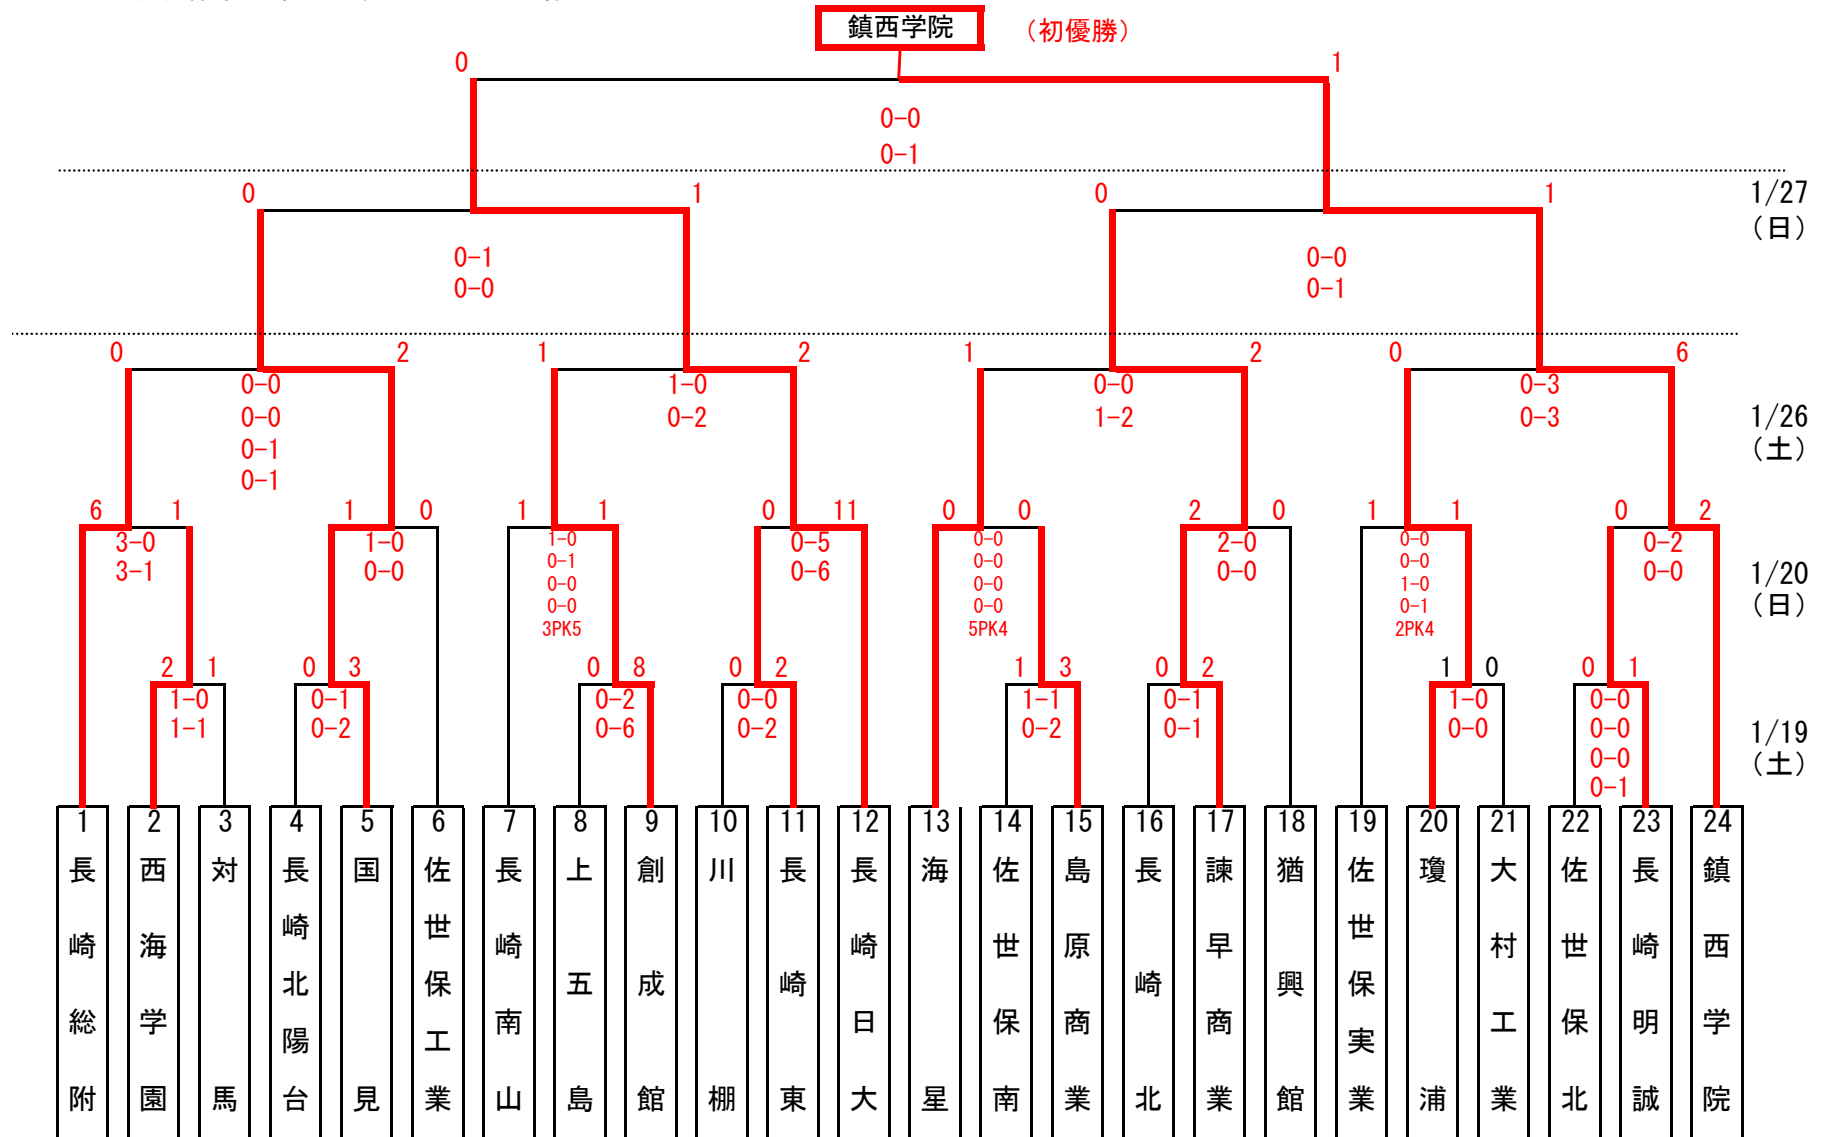 鎮西学院 （初優勝）
0 1
0-0
0-1
0 1 0 1 1/27
（日）
0-1 0-0
0-0 0-1
0 2 1 2 1 2 0 6
0-0 1-0 0-0 0-3
0-0 0-2 1-2 0-3 1/26
（土）
0-1
0-1
6 1 1 0 1 1 0 11 0 0 2 0 1 1 0 2
3-0 1-0 1-0 0-5 0-0 2-0 0-0 0-2
3-1 0-0 0-1 0-6 0-0 0-0 0-0 0-0 1/20
0-0 0-0 1-0
0-0 0-0 0-1 （日）
3PK5 5PK4 2PK4
2 1 0 3 0 8 0 2 1 3 0 2 1 0 0 1
1-0 0-1 0-2 0-0 1-1 0-1 1-0 0-0
1-1 0-2 0-6 0-2 0-2 0-1 0-0 0-0 1/19
0-0 （土）
0-1
1 長崎総附
2 西海学園
3 対馬
4 長崎北陽台
5 国見
6 佐世保工業
7 長崎南山
8 上五島
9 創成館
10 川棚
11 長崎東
12 長崎日大
13 海星
14 佐世保南
15 島原商業
16 長崎北
17 諫早商業
18 猶興館
19 佐世保実業
20 瓊浦
21 大村工業
22 佐世保北
23 長崎明誠
24 鎮西学院